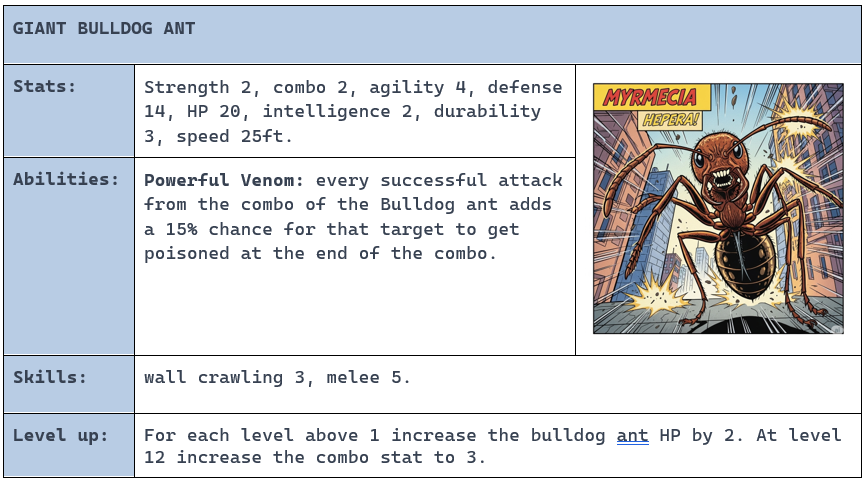 GIANT BULLDOG ANT
Stats:
Strength 2, combo 2, agility 4, defense
14, HP 20, intelligence 2, durability
3, speed 25ft.
MYRMECIA
HEPERA!
Abilities:
Powerful Venom: every successful attack
from the combo of the Bulldog ant adds
a 15% chance for that target to get
poisoned at the end of the combo.
Skills:
wall crawling 3, melee 5.
Level up:
For each level above 1 increase the bulldog ant HP by 2. At level
12 increase the combo stat to 3.